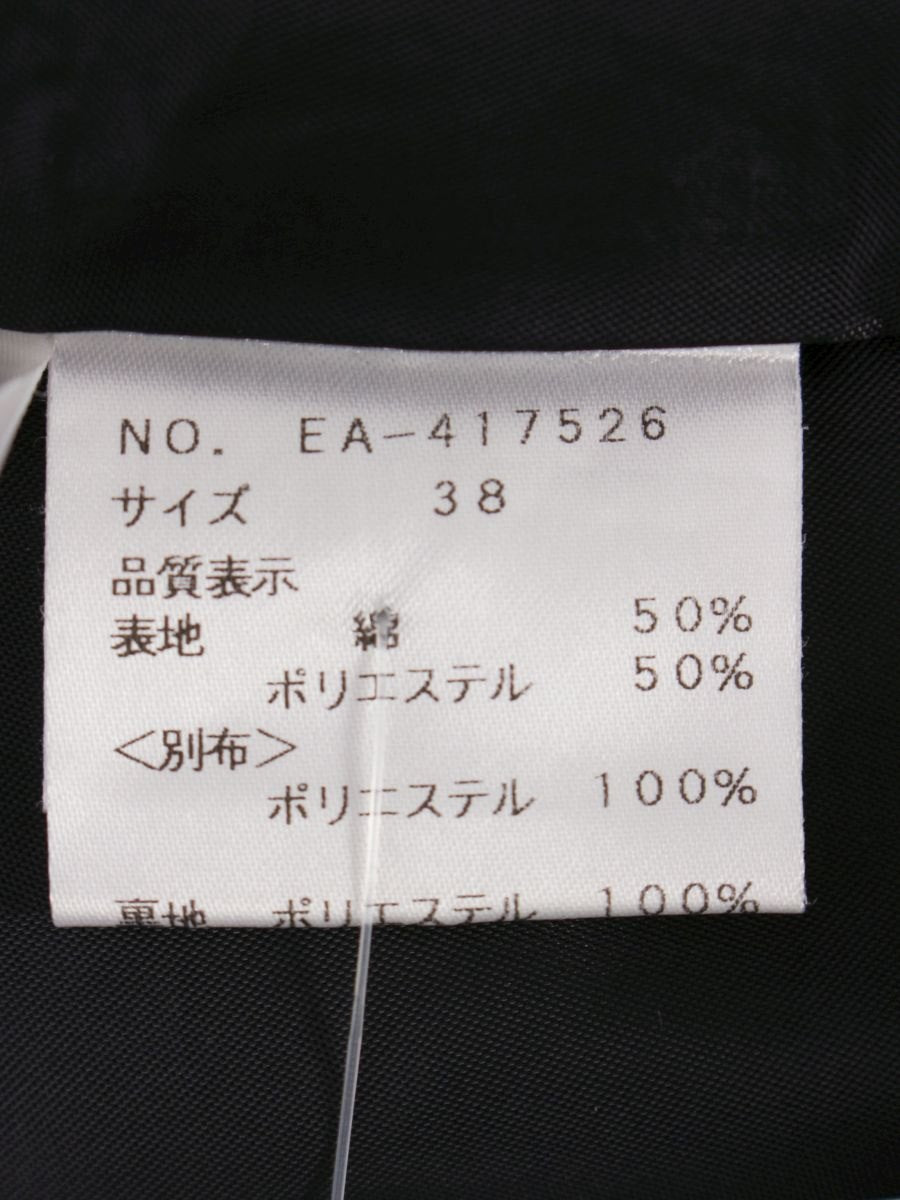 NO. EA-417526
サイズ 38
品質表示
表地 綿 50%
ポリエステル 50%
＜別布＞
ポリエステル 100%
裏地 ポリエステル 100%